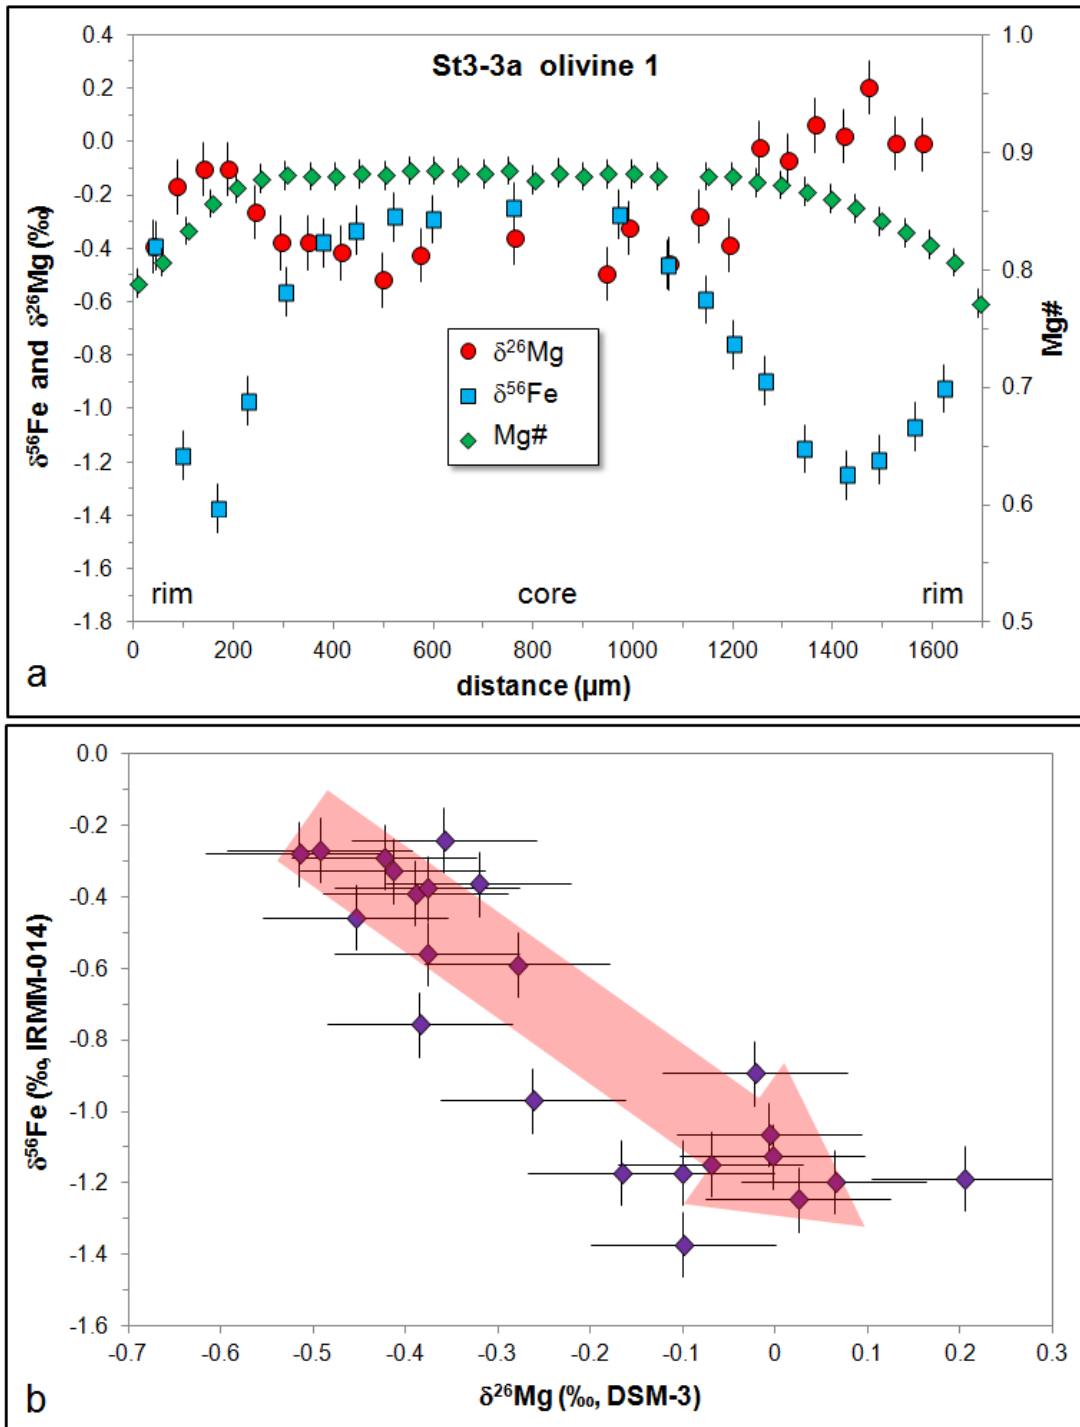 St3-3a olivine 1
0.4
0.2
0.0
-0.2
-0.4
-0.6
-0.8
-1.0
-1.2
-1.4
-1.6
-1.8
δ⁵⁶Fe and δ²⁶Mg (‰)
1.0
0.9
0.8
0.7
0.6
0.5
Mg#
δ²⁶Mg
δ⁵⁶Fe
Mg#
rim
core
rim
0 200 400 600 800 1000 1200 1400 1600
distance (µm)
a
0.0
-0.2
-0.4
-0.6
-0.8
-1.0
-1.2
-1.4
-1.6
δ⁵⁶Fe (‰, IRMM-014)
-0.7 -0.6 -0.5 -0.4 -0.3 -0.2 -0.1 0 0.1 0.2 0.3
δ²⁶Mg (‰, DSM-3)
b